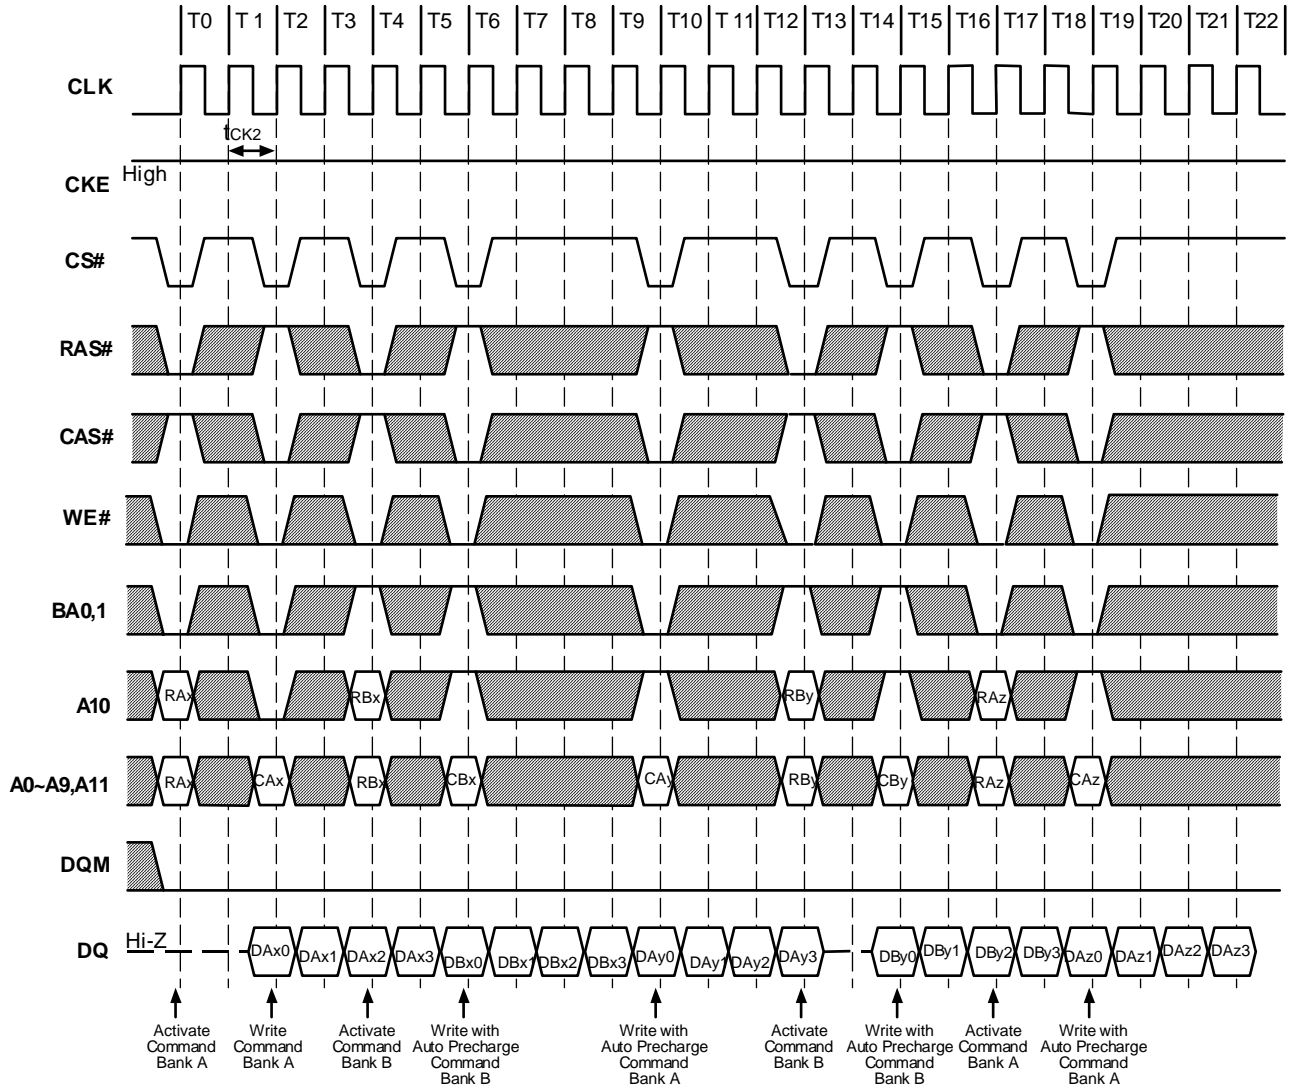 T0 T 1 T2 T3 T4 T5 T6 T7 T8 T9 T10 T 11 T12 T13 T14 T15 T16 T17 T18 T19 T20 T21 T22
CLK
tCK2
High
CKE
CS#
RAS#
CAS#
WE#
BA0,1
A10
RAx RBx RBy RAz
A0~A9,A11
RAx CAx RBx CBx CAy RBy CBy RAz CAz
DQM
DQ
Hi-Z
DAx0 DAx1 DAx2 DAx3 DBx0 DBx1 DBx2 DBx3 DAy0 DAy1 DAy2 DAy3 DBy0 DBy1 DBy2 DBy3 DAz0 DAz1 DAz2 DAz3
Activate
Command
Bank A
Write
Command
Bank A
Activate
Command
Bank B
Write with
Auto Precharge
Command
Bank B
Write with
Auto Precharge
Command
Bank A
Activate
Command
Bank B
Write with
Auto Precharge
Command
Bank B
Activate
Command
Bank A
Write with
Auto Precharge
Command
Bank A